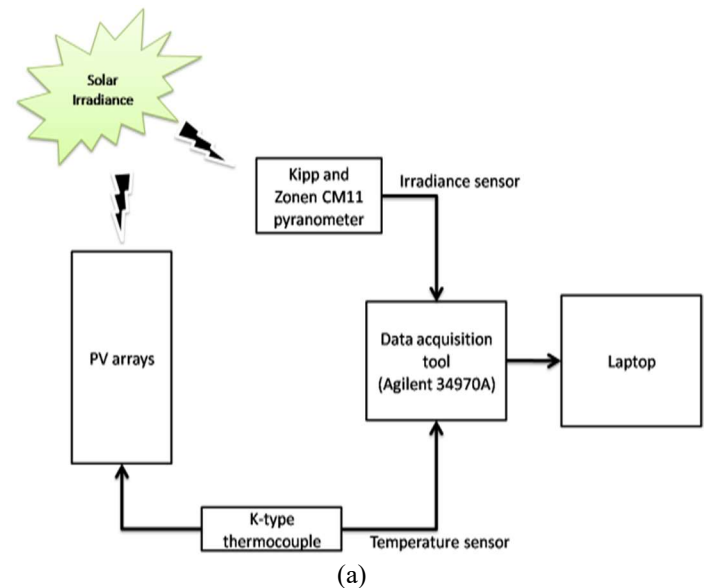 Solar
Irradiance
Kipp and
Zonen CM11
pyranometer
Irradiance sensor
PV arrays
Data acquisition
tool
(Agilent 34970A)
Laptop
K-type
thermocouple
Temperature sensor
(a)